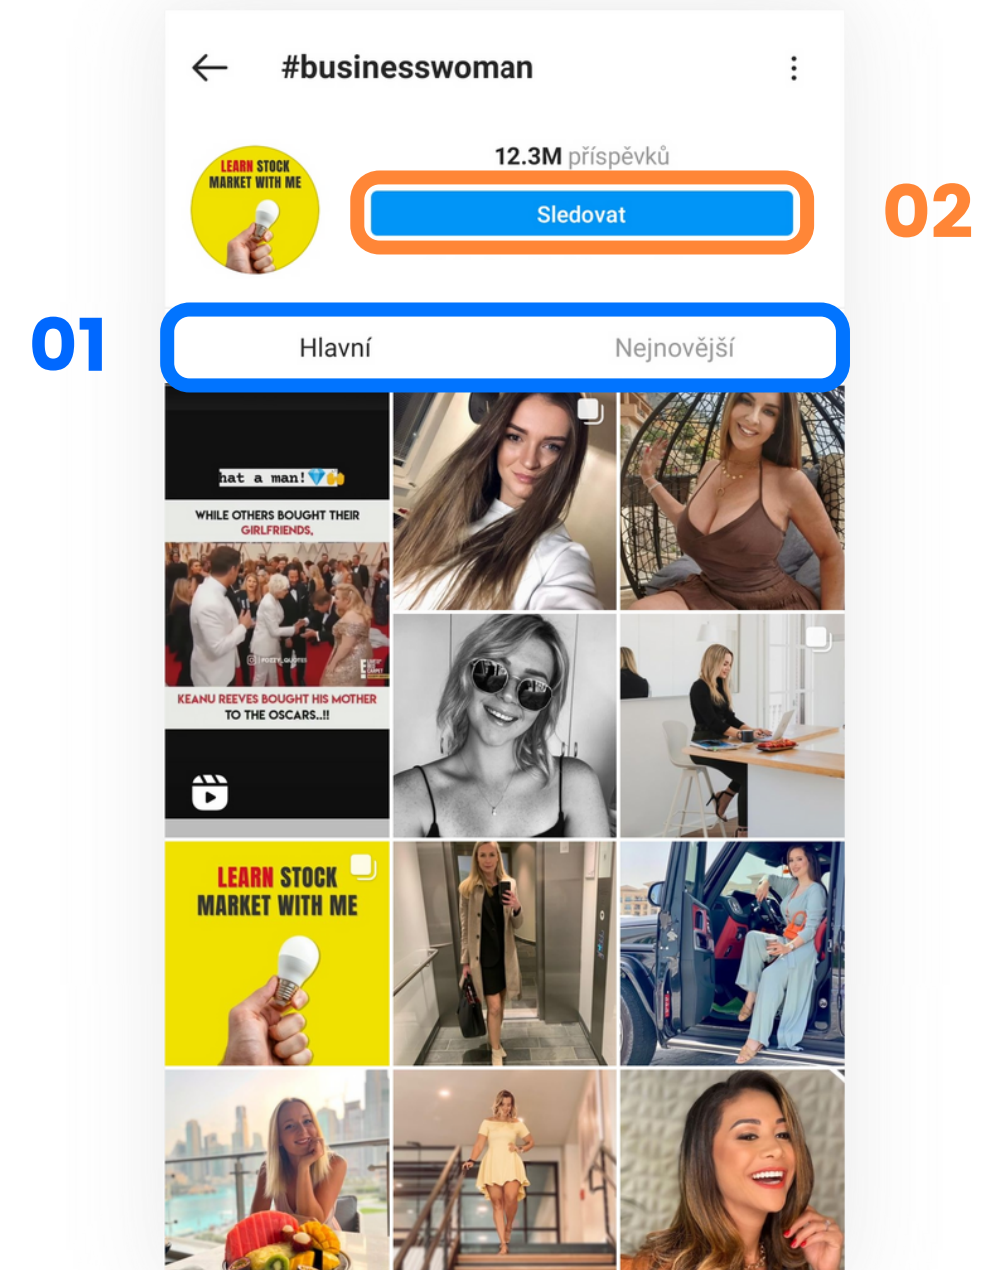 #businesswoman
12.3M příspěvků
LEARN STOCK
MARKET WITH ME
Sledovat
02
01
Hlavní
Nejnovější
hat a man!💎🙌
WHILE OTHERS BOUGHT THEIR
GIRLFRIENDS,
KEANU REEVES BOUGHT HIS MOTHER
TO THE OSCARS..!!
LEARN STOCK
MARKET WITH ME